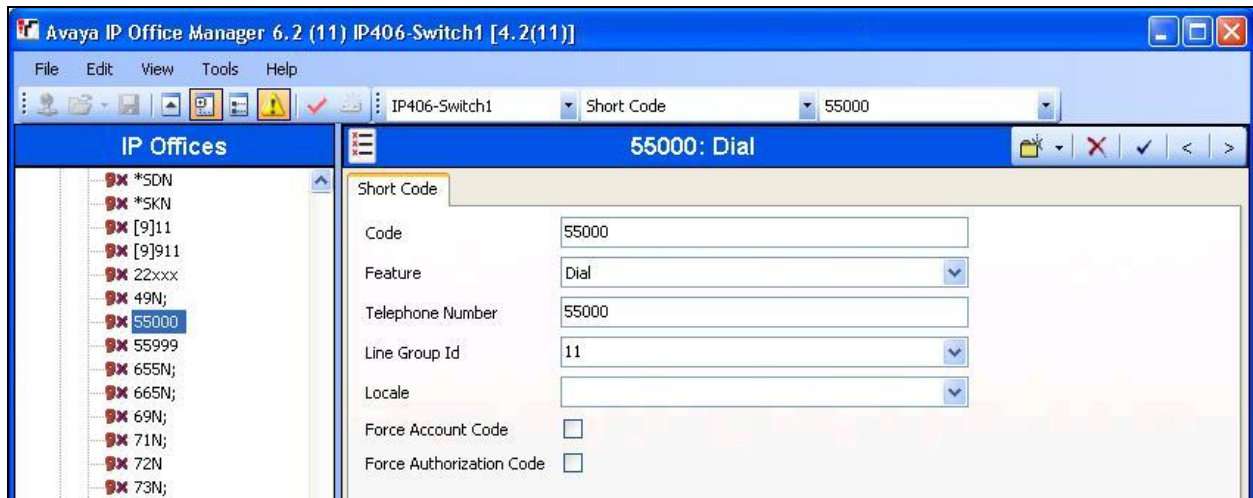 Avaya IP Office Manager 6.2 (11) IP406-Switch1 [4.2(11)]
File Edit View Tools Help
IP406-Switch1 Short Code 55000
IP Offices
*SDN
*SKN
[9]11
[9]911
22xxx
49N;
55000
55999
655N;
665N;
69N;
71N;
72N
73N;
55000: Dial
Short Code
Code 55000
Feature Dial
Telephone Number 55000
Line Group Id 11
Locale
Force Account Code
Force Authorization Code